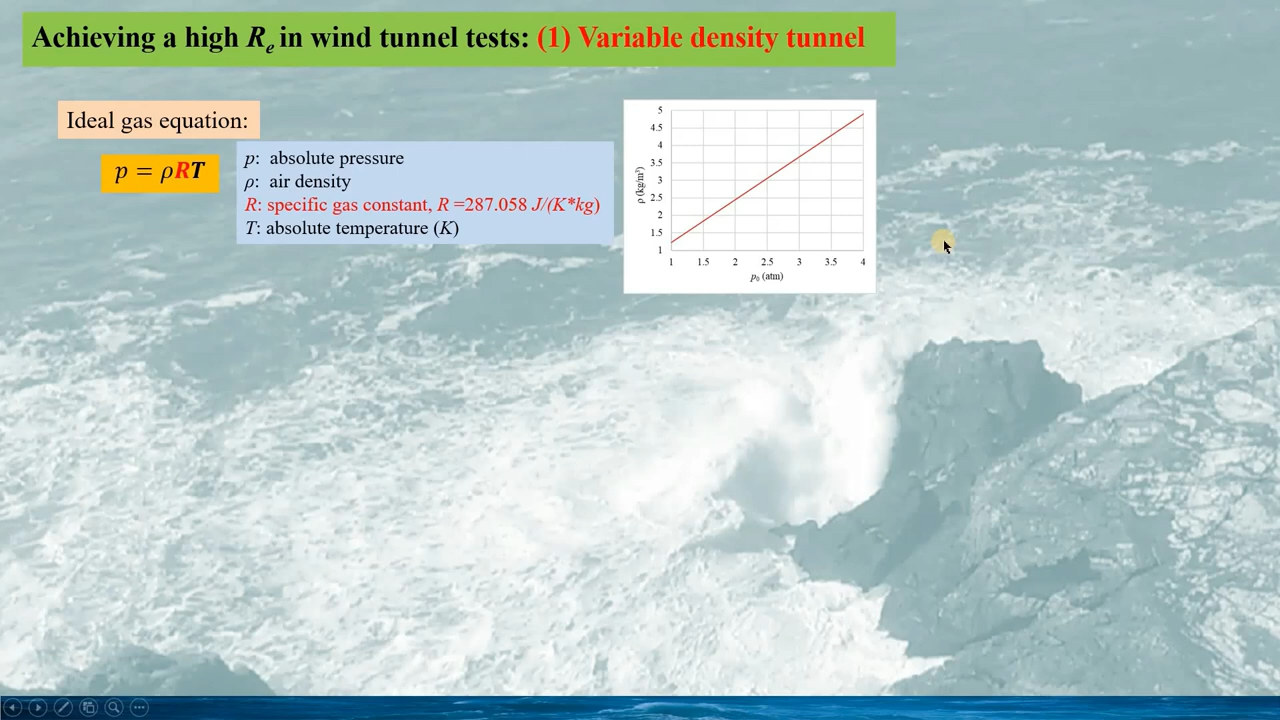 Achieving a high Re in wind tunnel tests: (1) Variable density tunnel
Ideal gas equation:
p = ρRT
p: absolute pressure
ρ: air density
R: specific gas constant, R =287.058 J/(K*kg)
T: absolute temperature (K)
5
4.5
4
3.5
3
2.5
2
1.5
1
ρ (kg/m³)
1 1.5 2 2.5 3 3.5 4
p₀ (atm)